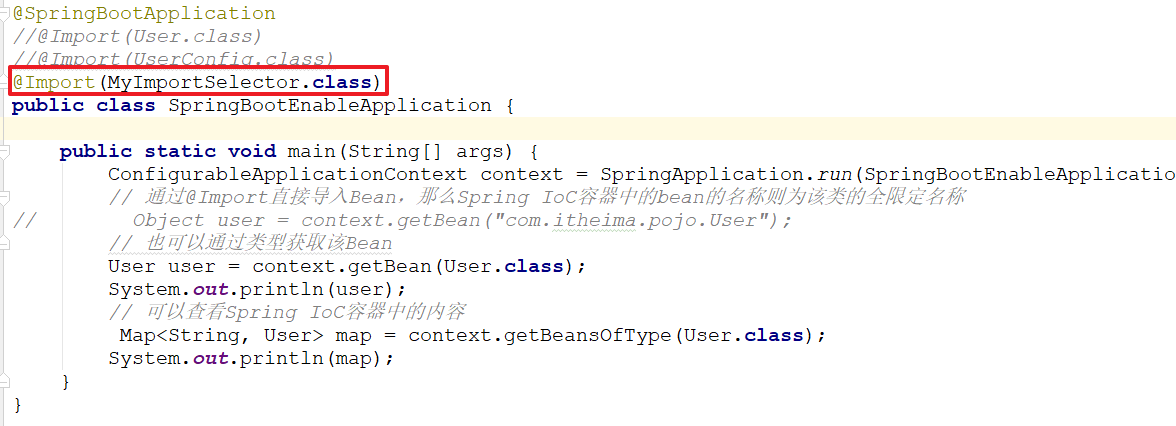 @SpringBootApplication
//@Import(User.class)
//@Import(UserConfig.class)
@Import(MyImportSelector.class)
public class SpringBootEnableApplication {
public static void main(String[] args) {
ConfigurableApplicationContext context = SpringApplication.run(SpringBootEnableApplicatio
// 通过@Import直接导入Bean，那么Spring IoC容器中的bean的名称则为该类的全限定名称
// Object user = context.getBean("com.itheima.pojo.User");
// 也可以通过类型获取该Bean
User user = context.getBean(User.class);
System.out.println(user);
// 可以查看Spring IoC容器中的内容
Map<String, User> map = context.getBeansOfType(User.class);
System.out.println(map);
}
}